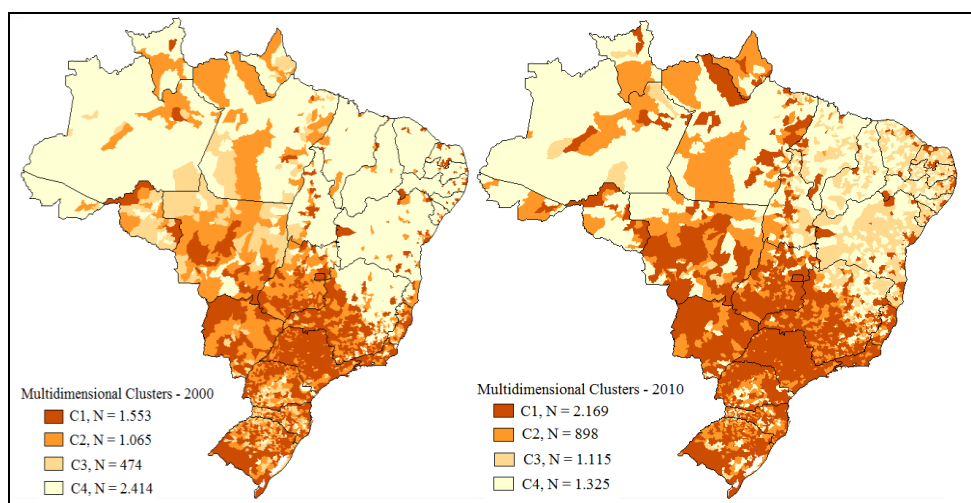 Multidimensional Clusters - 2000
C1, N = 1.553
C2, N = 1.065
C3, N = 474
C4, N = 2.414
Multidimensional Clusters - 2010
C1, N = 2.169
C2, N = 898
C3, N = 1.115
C4, N = 1.325